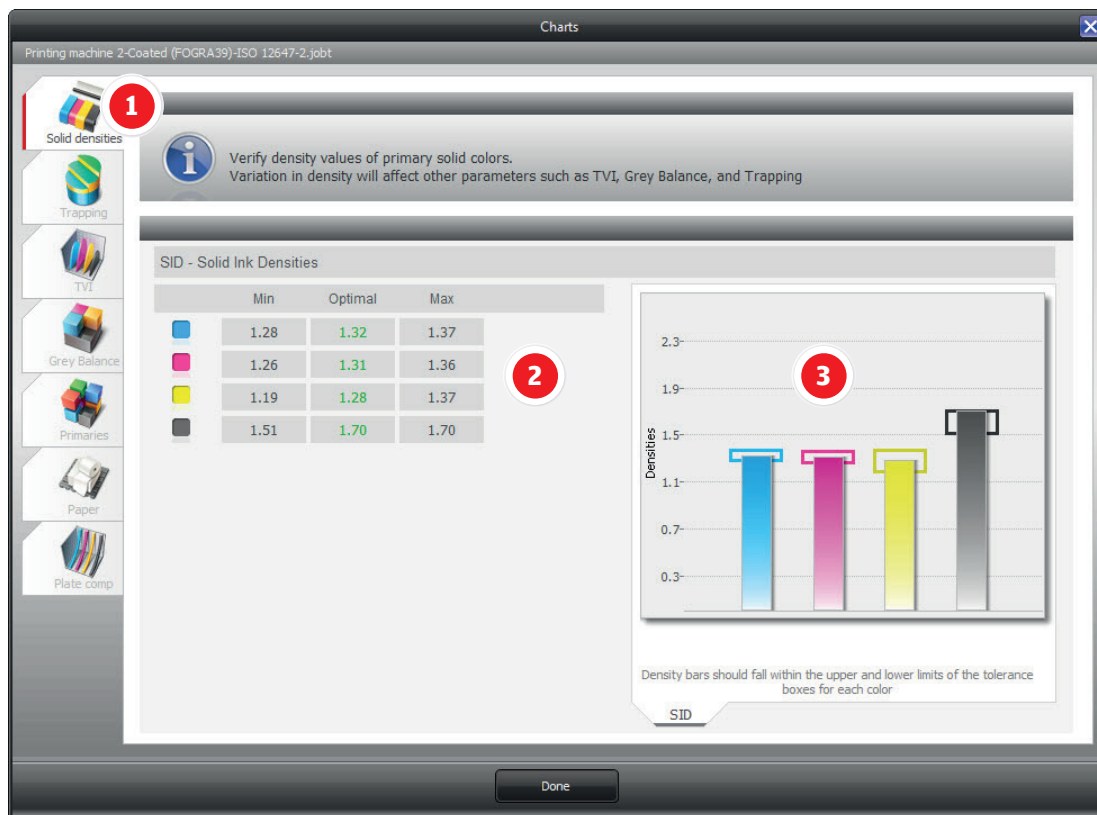 Charts
Printing machine 2-Coated (FOGRA39)-ISO 12647-2.jobt
1
Solid densities
Trapping
TVI
Grey Balance
Primaries
Paper
Plate comp
Verify density values of primary solid colors.
Variation in density will affect other parameters such as TVI, Grey Balance, and Trapping
SID - Solid Ink Densities
Min Optimal Max
1.28 1.32 1.37
1.26 1.31 1.36
1.19 1.28 1.37
1.51 1.70 1.70
2
3
Densities
2.3
1.9
1.5
1.1
0.7
0.3
Density bars should fall within the upper and lower limits of the tolerance
boxes for each color
SID
Done